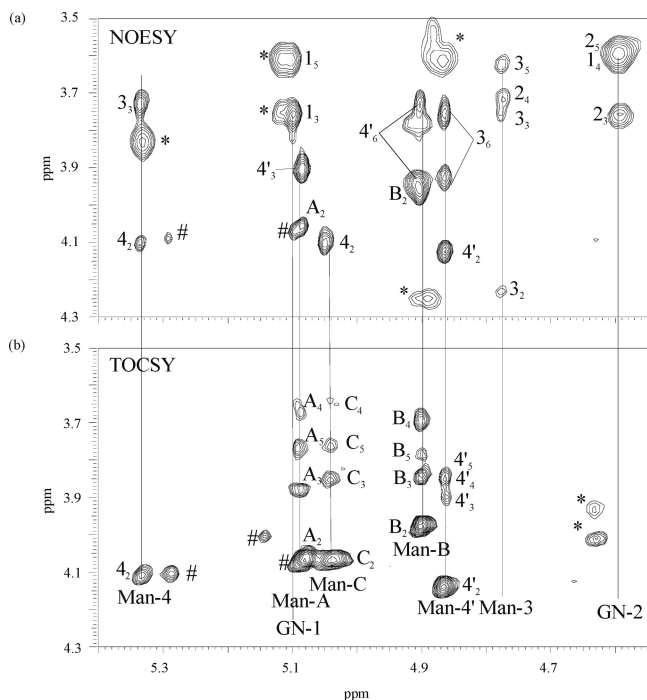 (a)
NOESY
3.5
3.7
3.9
4.1
4.3
ppm
* 1₅
* 1₃
3₃
*
4'₃
A₂
#
4₂ #
4₂
*
4'₆
3₆
B₂
4'₂
*
3₅
2₄
3₃
3₂
2₅
1₄
2₃
(b)
TOCSY
3.5
3.7
3.9
4.1
4.3
ppm
A₄ C₄
A₅ C₅
A₃ C₃
#
A₂
# C₂
4₂ #
B₄
B₅
B₃
B₂
4'₅
4'₄
4'₃
4'₂
*
*
Man-4
Man-A
Man-C
GN-1
Man-B
Man-4'
Man-3
GN-2
5.3 5.1 4.9 4.7
ppm